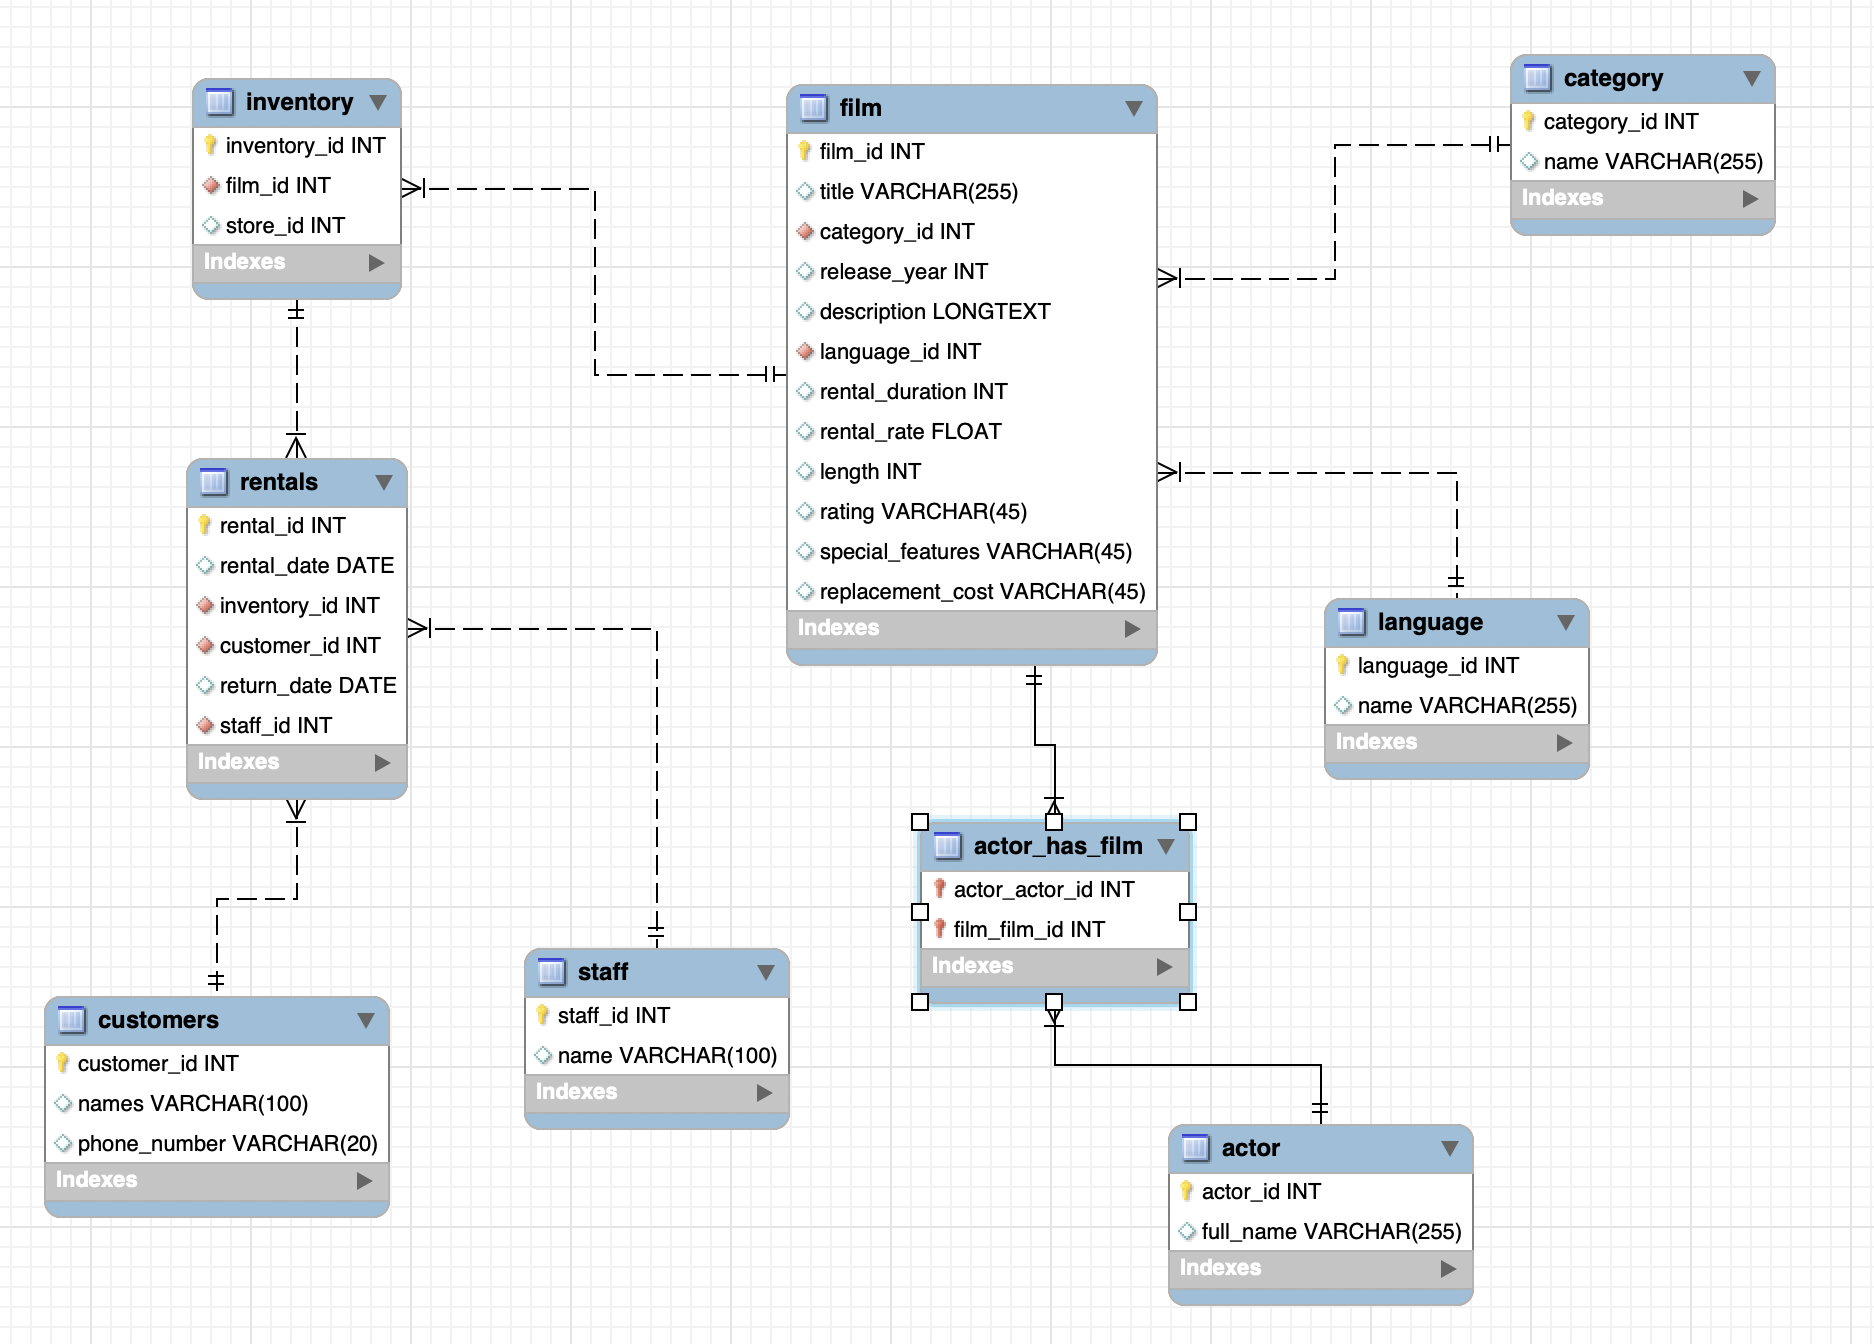 inventory
inventory_id INT
film_id INT
store_id INT
Indexes
film
film_id INT
title VARCHAR(255)
category_id INT
release_year INT
description LONGTEXT
language_id INT
rental_duration INT
rental_rate FLOAT
length INT
rating VARCHAR(45)
special_features VARCHAR(45)
replacement_cost VARCHAR(45)
Indexes
category
category_id INT
name VARCHAR(255)
Indexes
rentals
rental_id INT
rental_date DATE
inventory_id INT
customer_id INT
return_date DATE
staff_id INT
Indexes
language
language_id INT
name VARCHAR(255)
Indexes
actor_has_film
actor_actor_id INT
film_film_id INT
Indexes
staff
staff_id INT
name VARCHAR(100)
Indexes
customers
customer_id INT
names VARCHAR(100)
phone_number VARCHAR(20)
Indexes
actor
actor_id INT
full_name VARCHAR(255)
Indexes